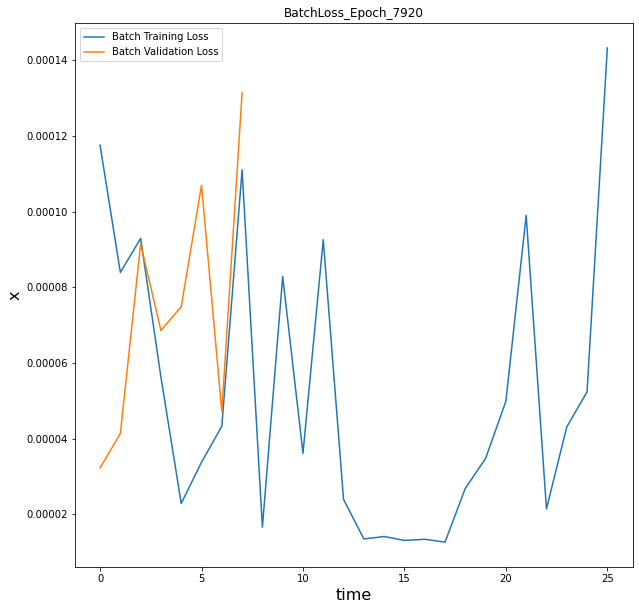 BatchLoss_Epoch_7920
Batch Training Loss
Batch Validation Loss
0.00014
0.00012
0.00010
0.00008
0.00006
0.00004
0.00002
x
0 5 10 15 20 25
time